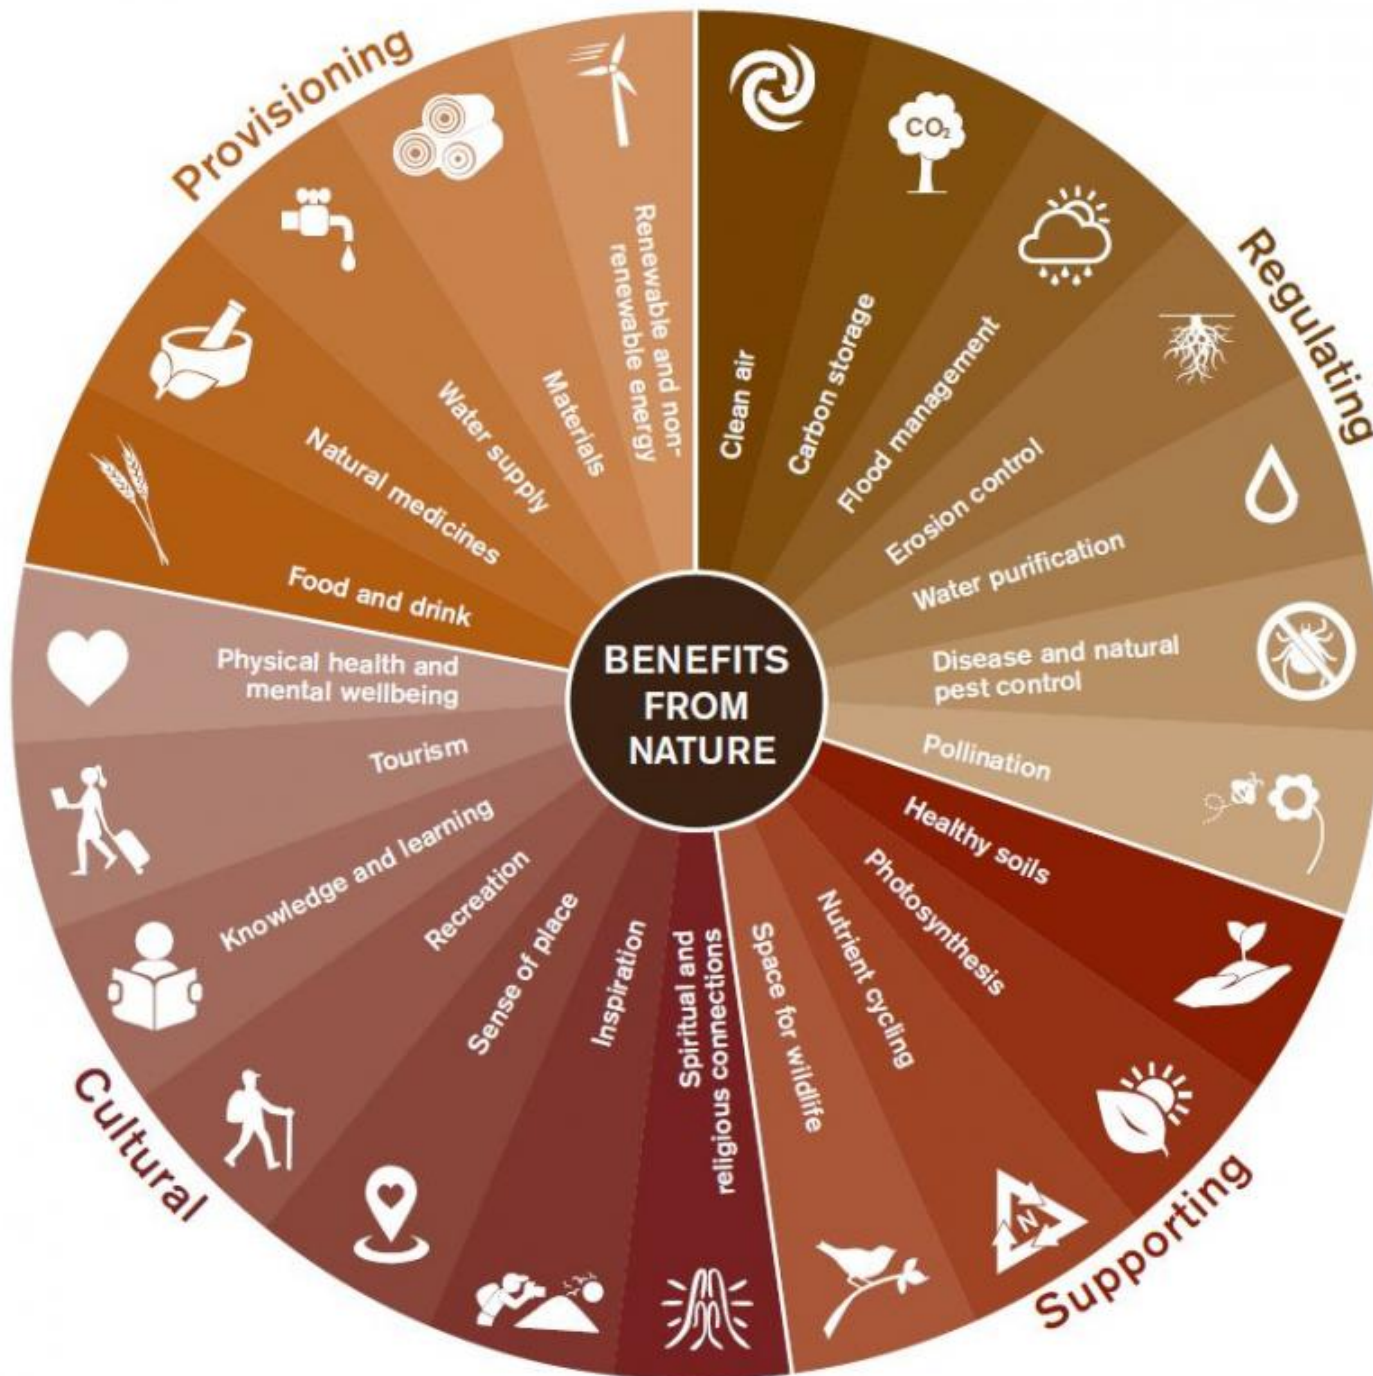 Provisioning
Renewable and non-
renewable energy
Materials
Water supply
Natural medicines
Food and drink
Regulating
Clean air
CO₂
Carbon storage
Flood management
Erosion control
Water purification
Disease and natural
pest control
Pollination
BENEFITS
FROM
NATURE
Supporting
Healthy soils
Photosynthesis
Nutrient cycling
N
Space for wildlife
Cultural
Physical health and
mental wellbeing
Tourism
Knowledge and learning
Recreation
Sense of place
Inspiration
Spiritual and
religious connections